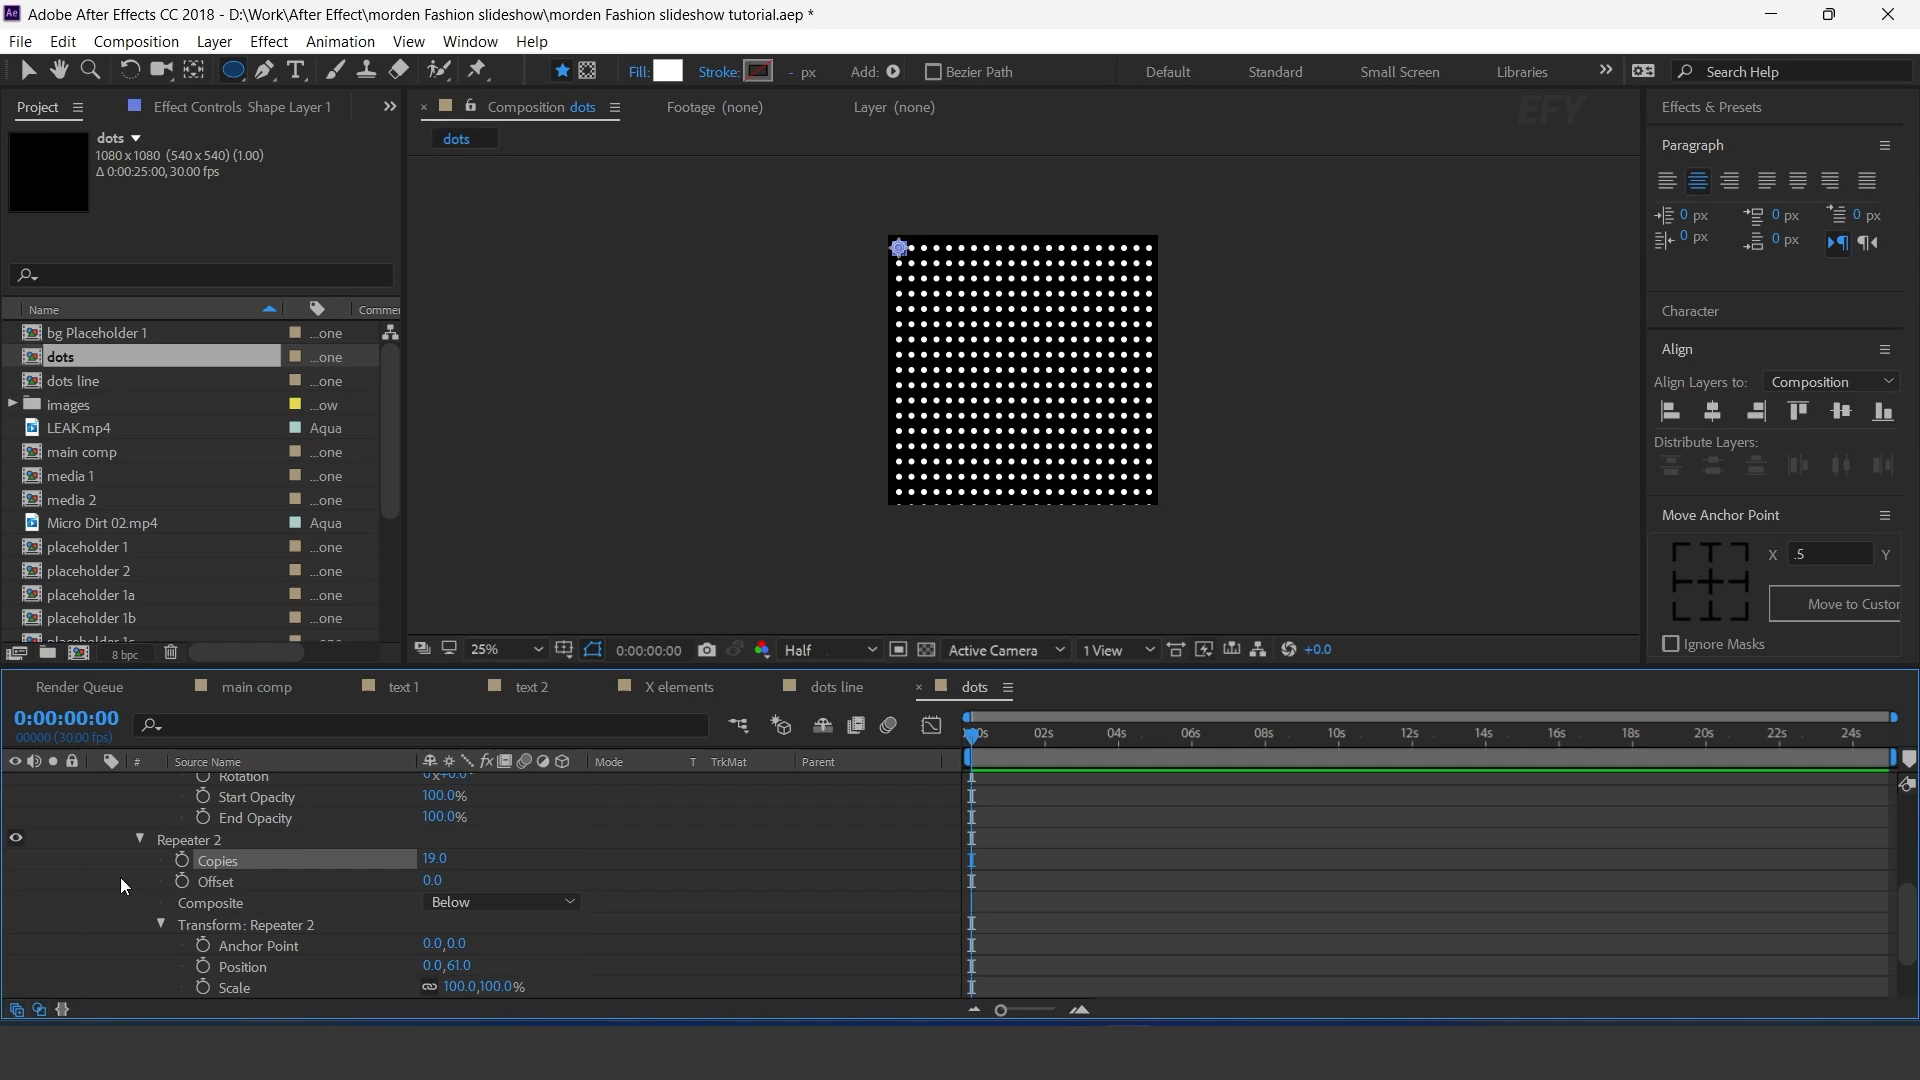 Adobe After Effects CC 2018 - D:\Work\After Effect\morden Fashion slideshow\morden Fashion slideshow tutorial.aep *
File Edit Composition Layer Effect Animation View Window Help
Fill: Stroke: - px Add: Bezier Path Default Standard Small Screen Libraries Search Help
Project Effect Controls Shape Layer 1 Composition dots Footage (none) Layer (none) EFY Effects & Presets
dots
1080 x 1080 (540 x 540) (1.00)
Δ 0:00:25:00, 30.00 fps
dots
Paragraph
0 px 0 px 0 px
0 px 0 px
Name Comme
bg Placeholder 1 ...one
dots ...one
dots line ...one
images ...ow
LEAK.mp4 Aqua
main comp ...one
media 1 ...one
media 2 ...one
Micro Dirt 02.mp4 Aqua
placeholder 1 ...one
placeholder 2 ...one
placeholder 1a ...one
placeholder 1b ...one
placeholder 1c ...one
8 bpc
Character
Align
Align Layers to: Composition
Distribute Layers:
Move Anchor Point
X .5 Y
Move to Custor
Ignore Masks
25% 0:00:00:00 Half Active Camera 1 View +0.0
Render Queue main comp text 1 text 2 X elements dots line dots
0:00:00:00
00000 (30.00 fps)
02s 04s 06s 08s 10s 12s 14s 16s 18s 20s 22s 24s
# Source Name Mode T TrkMat Parent
Rotation 0x+0.0°
Start Opacity 100.0%
End Opacity 100.0%
Repeater 2
Copies 19.0
Offset 0.0
Composite Below
Transform: Repeater 2
Anchor Point 0.0,0.0
Position 0.0,61.0
Scale 100.0,100.0%